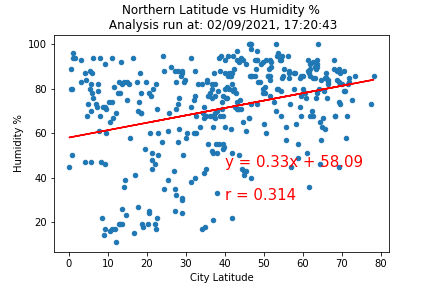 Northern Latitude vs Humidity %
Analysis run at: 02/09/2021, 17:20:43
100
80
60
40
20
Humidity %
y = 0.33x + 58.09
r = 0.314
0 10 20 30 40 50 60 70 80
City Latitude